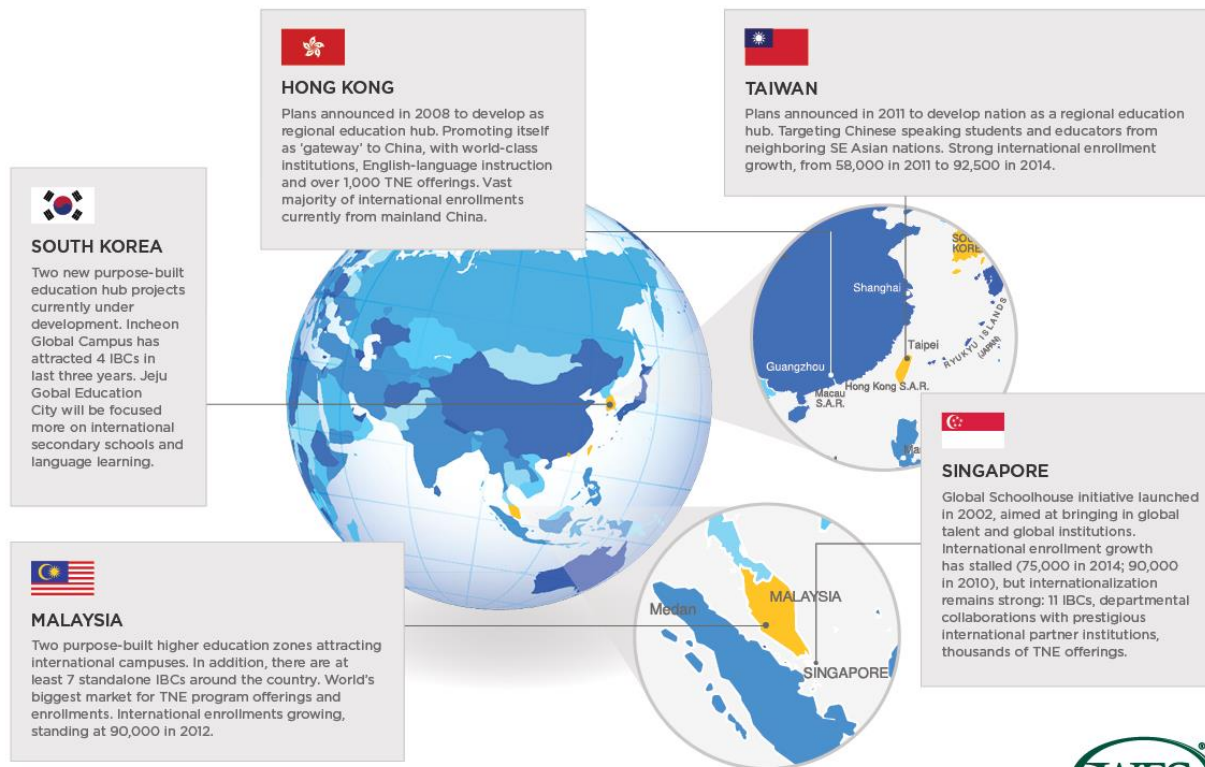 HONG KONG
Plans announced in 2008 to develop as
regional education hub. Promoting itself
as 'gateway' to China, with world-class
institutions, English-language instruction
and over 1,000 TNE offerings. Vast
majority of international enrollments
currently from mainland China.
TAIWAN
Plans announced in 2011 to develop nation as a regional education
hub. Targeting Chinese speaking students and educators from
neighboring SE Asian nations. Strong international enrollment
growth, from 58,000 in 2011 to 92,500 in 2014.
SOUTH KOREA
Two new purpose-built
education hub projects
currently under
development. Incheon
Global Campus has
attracted 4 IBCs in
last three years. Jeju
Gobal Education
City will be focused
more on international
secondary schools and
language learning.
Shanghai
Taipei
RYUKYU ISLANDS
(JAPAN)
Guangzhou
Hong Kong S.A.R.
Macau
S.A.R.
SINGAPORE
Global Schoolhouse initiative launched
in 2002, aimed at bringing in global
talent and global institutions.
International enrollment growth
has stalled (75,000 in 2014; 90,000
in 2010), but internationalization
remains strong: 11 IBCs, departmental
collaborations with prestigious
international partner institutions,
thousands of TNE offerings.
MALAYSIA
Two purpose-built higher education zones attracting
international campuses. In addition, there are at
least 7 standalone IBCs around the country. World's
biggest market for TNE program offerings and
enrollments. International enrollments growing,
standing at 90,000 in 2012.
Medan
MALAYSIA
SINGAPORE